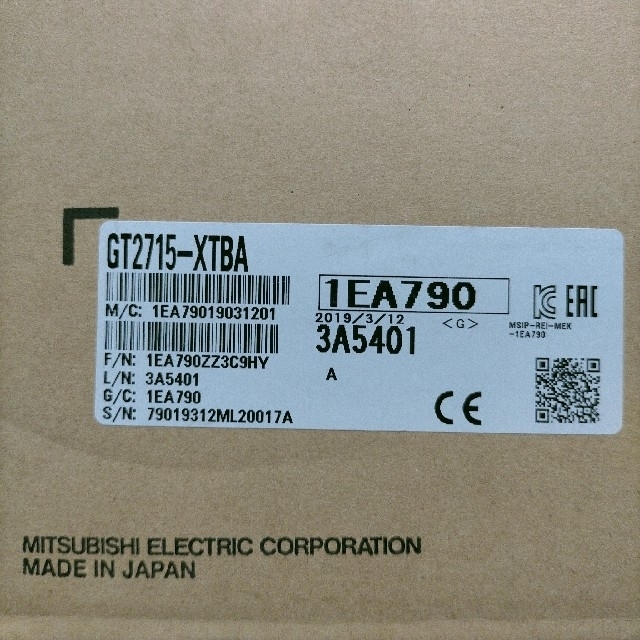 GT2715-XTBA
M/C: 1EA79019031201
F/N: 1EA790ZZ3C9HY
L/N: 3A5401
G/C: 1EA790
S/N: 79019312ML20017A
1EA790
2019/3/12 <G>
3A5401
A
EAC
MSIP-REI-MEK
-1EA790
CE
MITSUBISHI ELECTRIC CORPORATION
MADE IN JAPAN